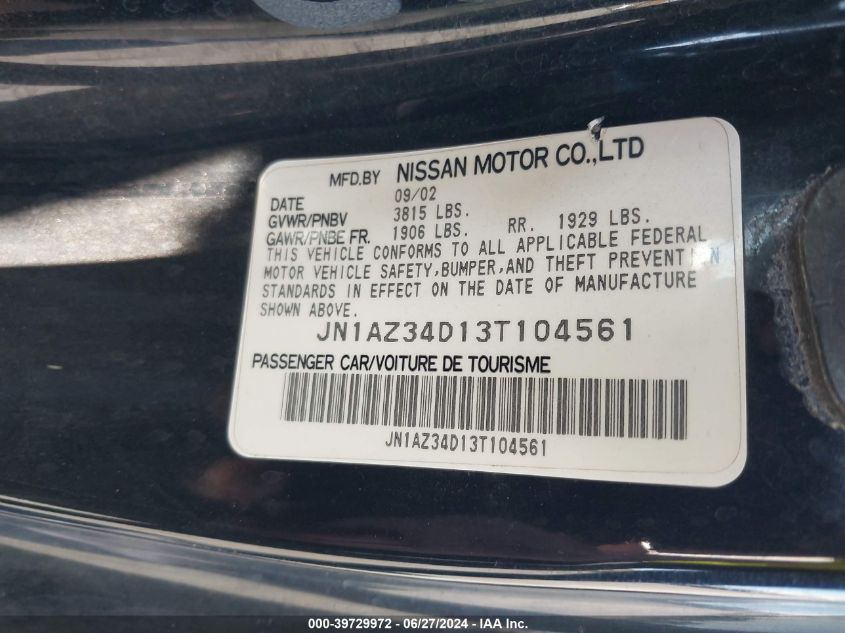 MFD.BY NISSAN MOTOR CO.,LTD
DATE 09/02
GVWR/PNBV 3815 LBS.
GAWR/PNBE FR. 1906 LBS. RR. 1929 LBS.
THIS VEHICLE CONFORMS TO ALL APPLICABLE FEDERAL
MOTOR VEHICLE SAFETY,BUMPER,AND THEFT PREVENTION
STANDARDS IN EFFECT ON THE DATE OF MANUFACTURE
SHOWN ABOVE.
JN1AZ34D13T104561
PASSENGER CAR/VOITURE DE TOURISME
JN1AZ34D13T104561
000-39729972 - 06/27/2024 - IAA Inc.